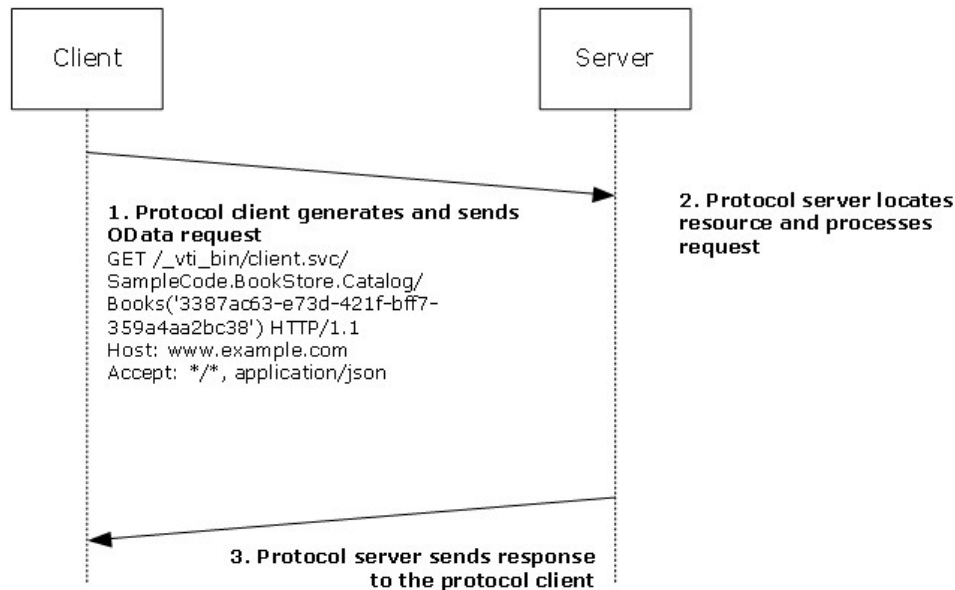 Client
Server
1. Protocol client generates and sends
OData request
GET /_vti_bin/client.svc/
SampleCode.BookStore.Catalog/
Books('3387ac63-e73d-421f-bff7-
359a4aa2bc38') HTTP/1.1
Host: www.example.com
Accept: */*, application/json
2. Protocol server locates
resource and processes
request
3. Protocol server sends response
to the protocol client